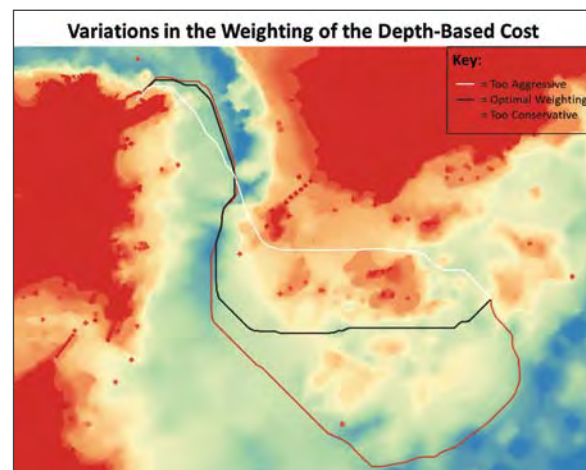 Variations in the Weighting of the Depth-Based Cost
Key:
= Too Aggressive
= Optimal Weighting
= Too Conservative